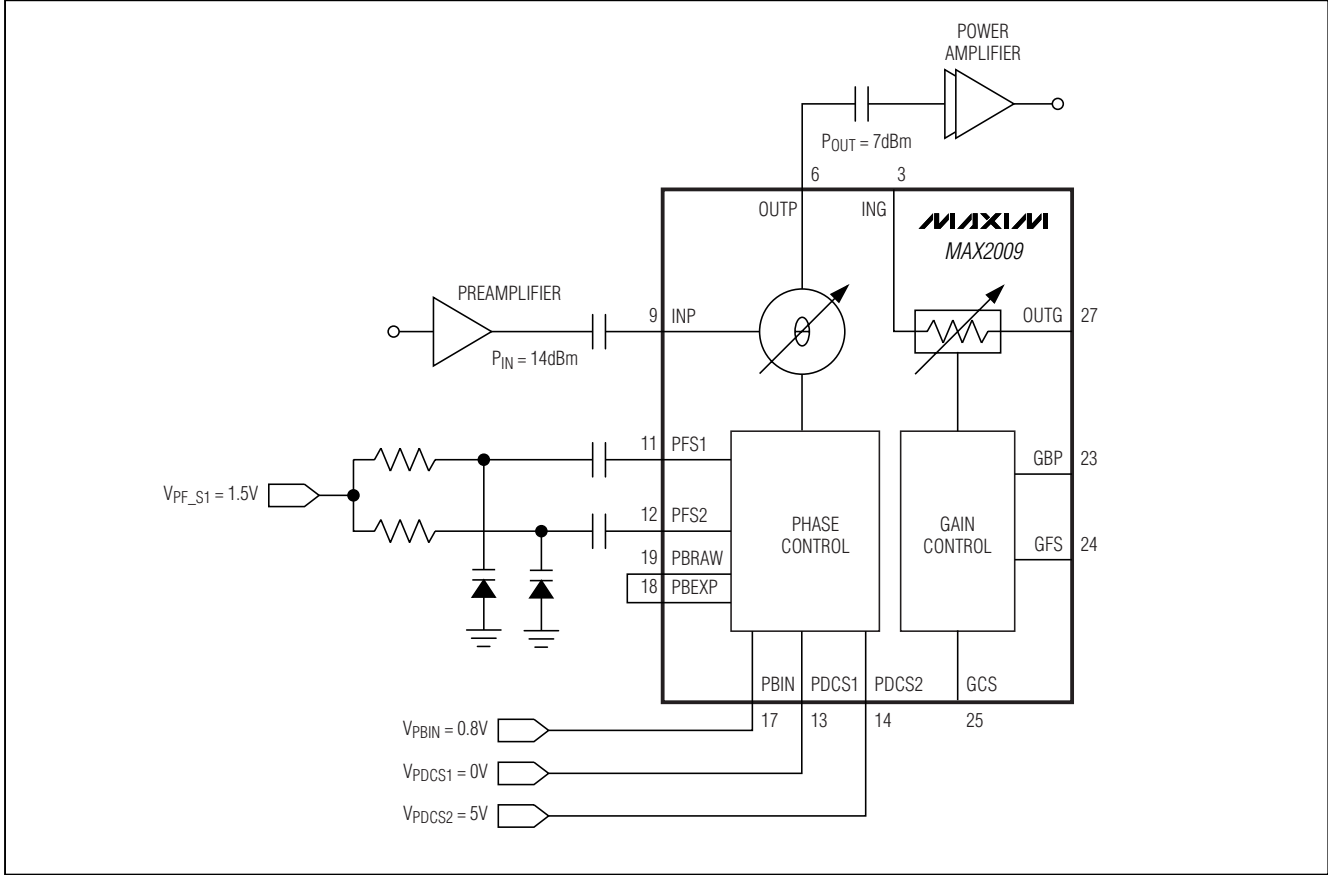 POWER
AMPLIFIER
POUT = 7dBm
6
3
OUTP
ING
MAXIM
MAX2009
PREAMPLIFIER
PIN = 14dBm
9
INP
θ
OUTG
27
11
PFS1
VPF_S1 = 1.5V
12
PFS2
19
PBRAW
18
PBEXP
PHASE
CONTROL
GAIN
CONTROL
GBP
23
GFS
24
PBIN
PDCS1
PDCS2
GCS
17
13
14
25
VPBIN = 0.8V
VPDCS1 = 0V
VPDCS2 = 5V